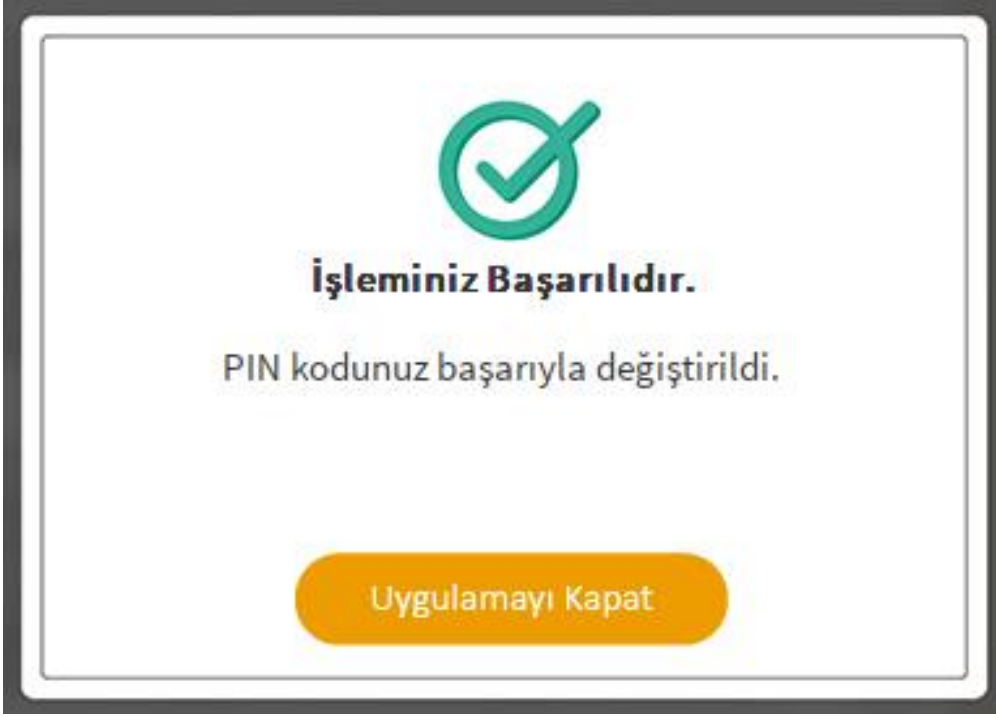 İşleminiz Başarılıdır.
PIN kodunuz başarıyla değiştirildi.
Uygulamayı Kapat